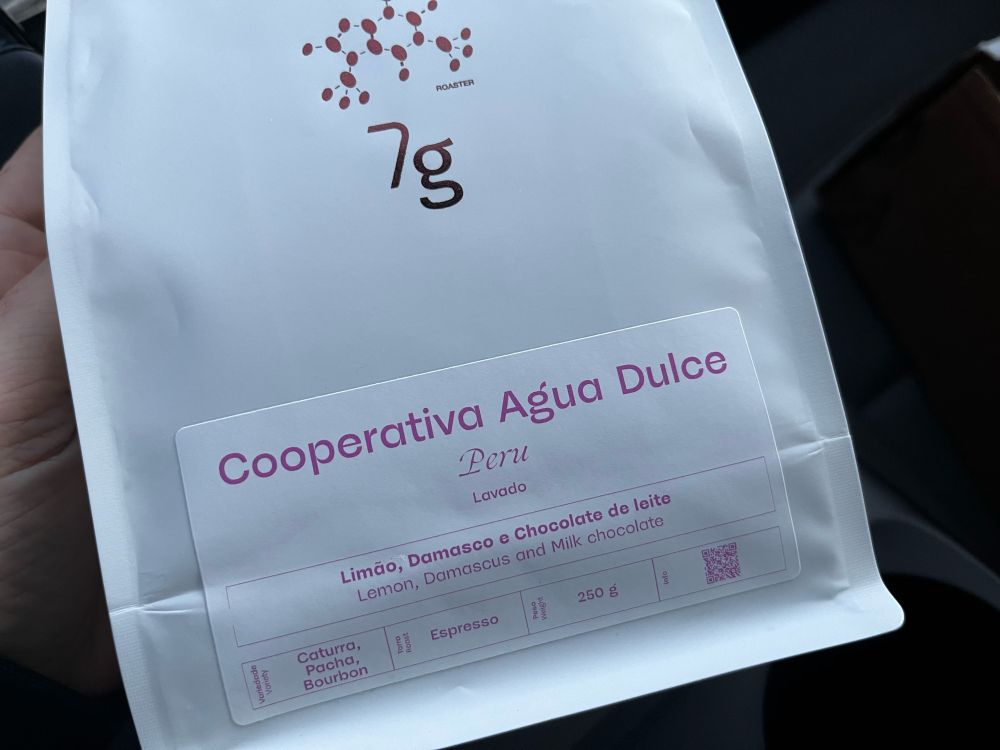 ROASTER
7g
Cooperativa Agua Dulce
Peru
Lavado
Limão, Damasco e Chocolate de leite
Lemon, Damascus and Milk chocolate
Variedade
Variety
Caturra,
Pacha,
Bourbon
Torra
Roast
Espresso
Peso
Weight
250 g
Info